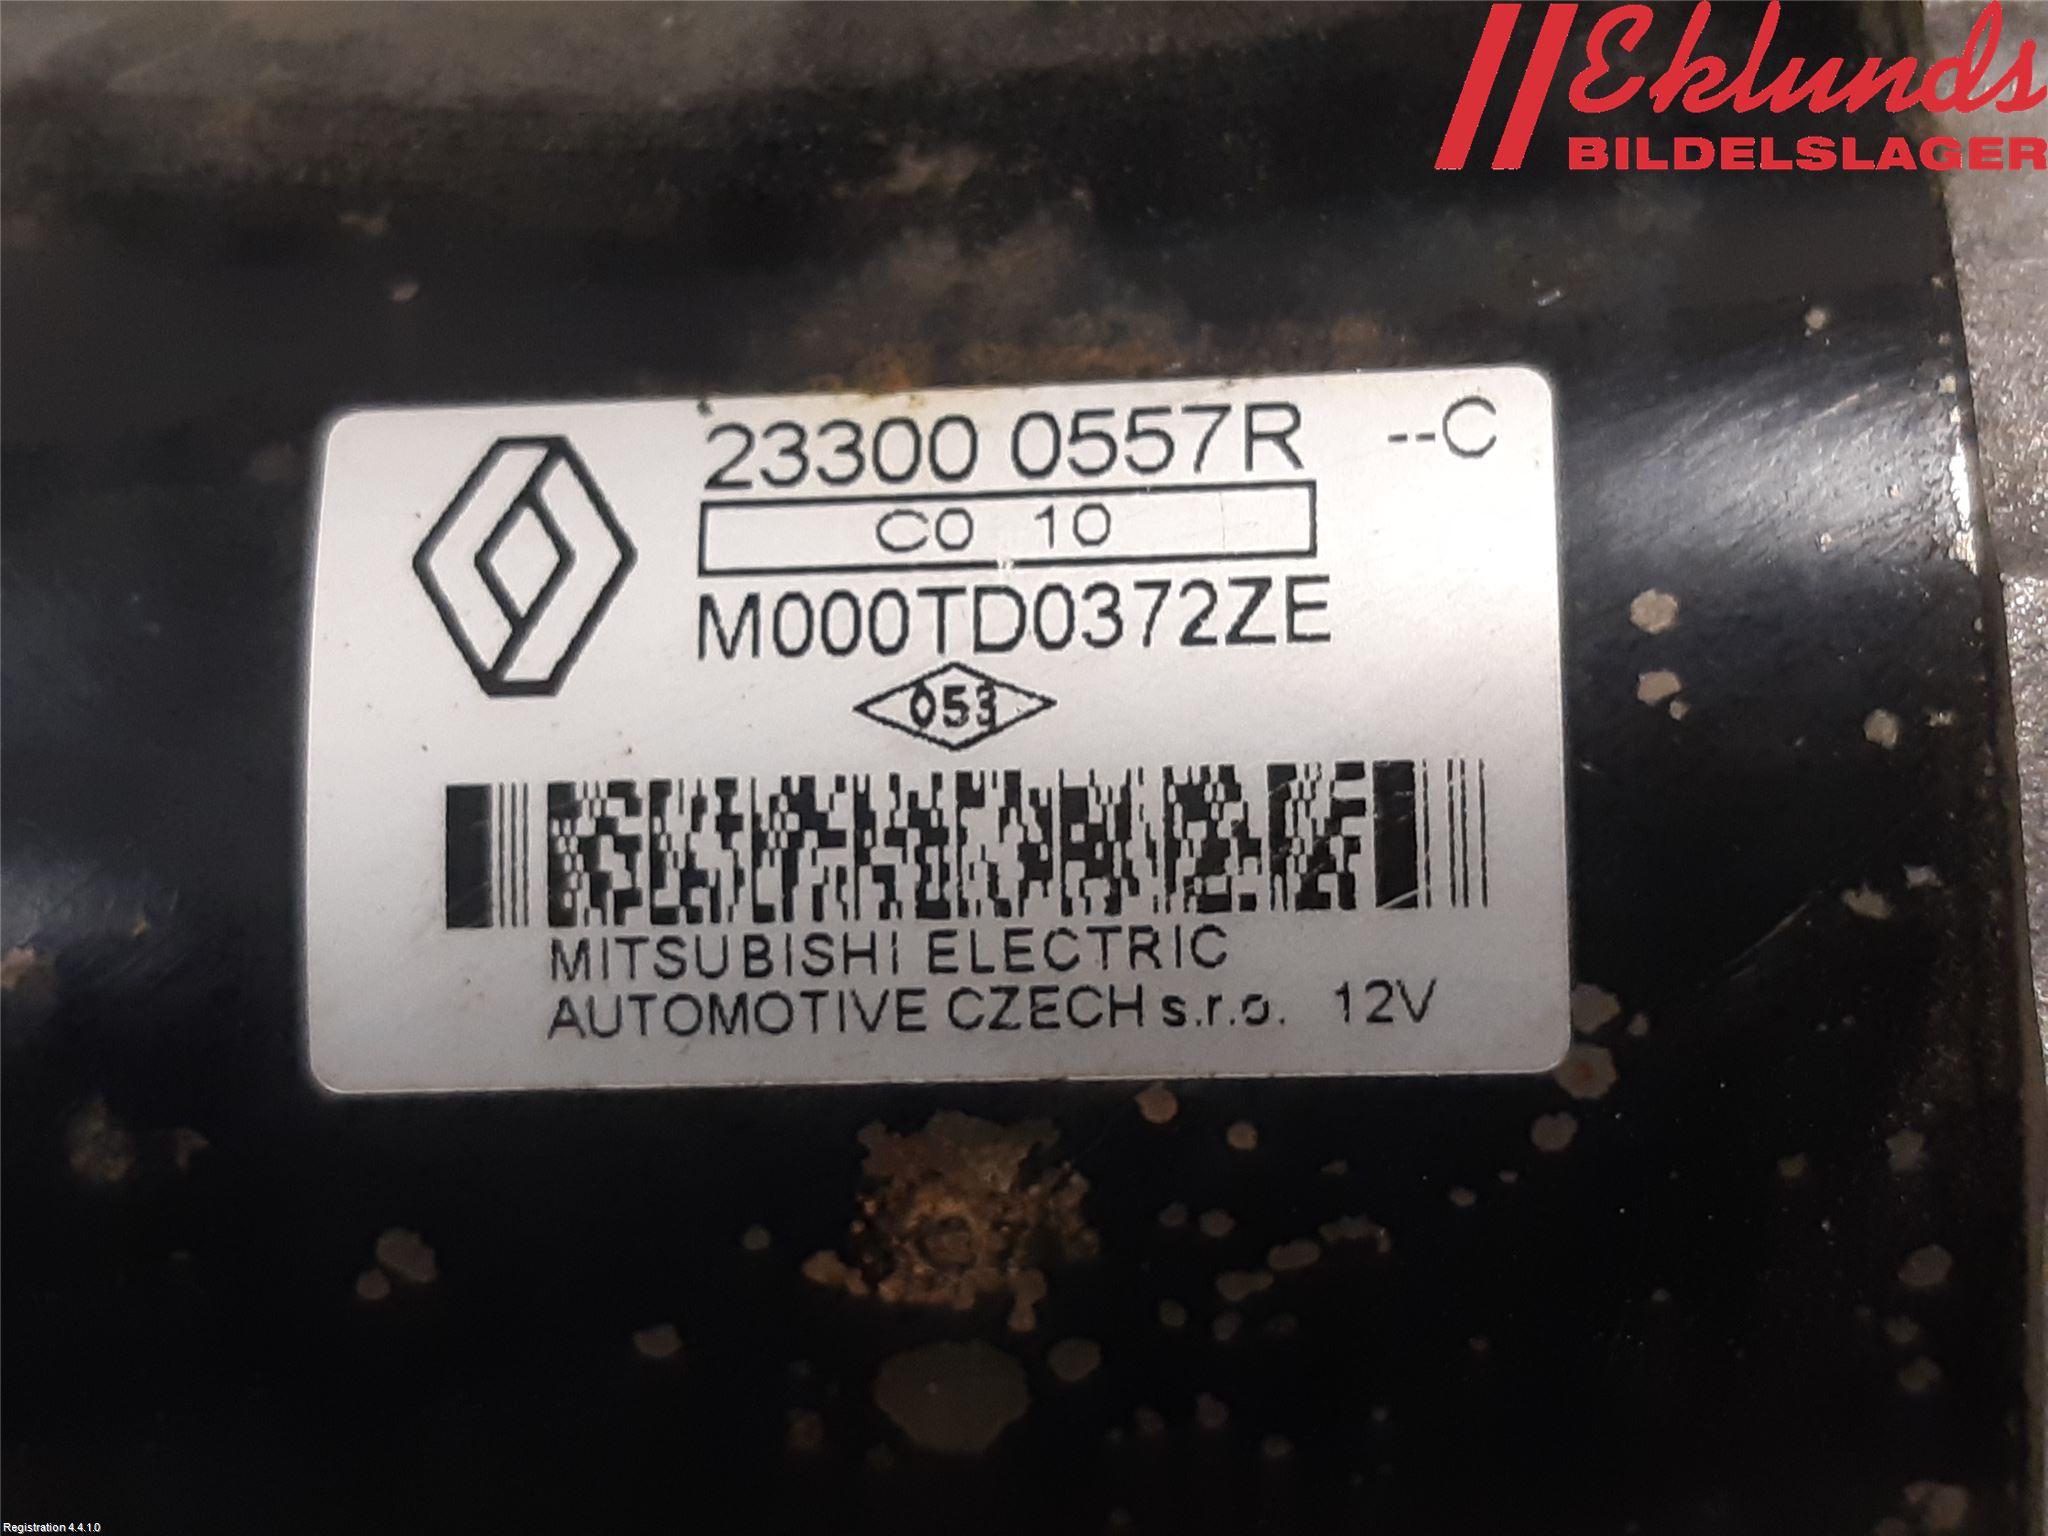 Eklunds
BILDELSLAGER
23300 0557R --C
C0 10
M000TD0372ZE
053
MITSUBISHI ELECTRIC
AUTOMOTIVE CZECH s.r.o. 12V
Registration 4.4.1.0